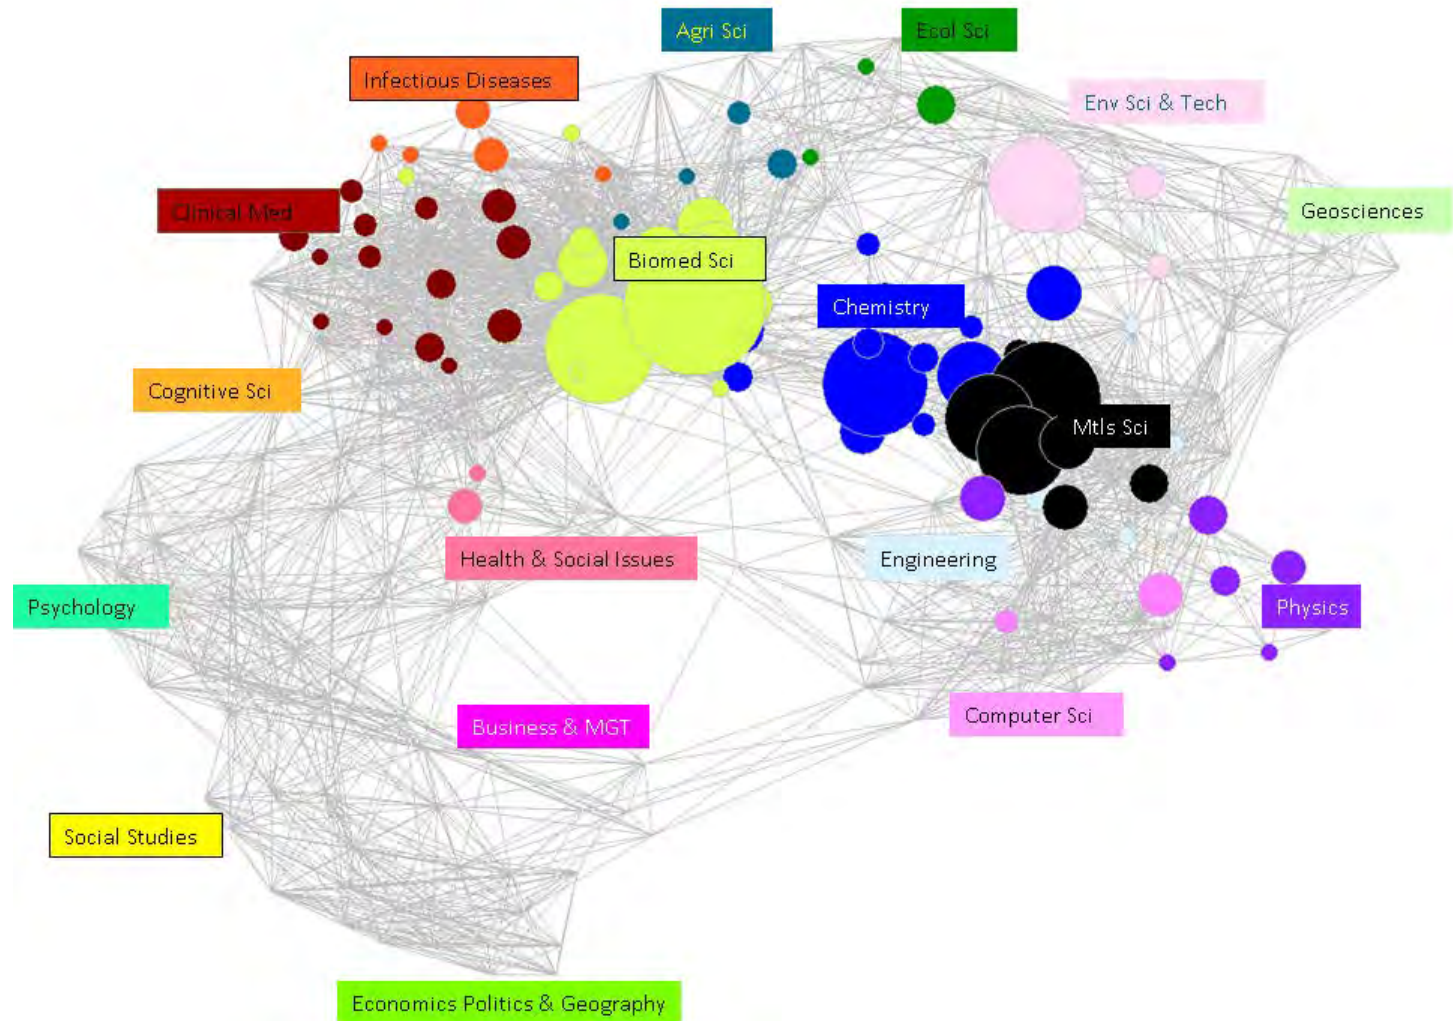 Agri Sci
Ecol Sci
Infectious Diseases
Env Sci & Tech
Clinical Med
Geosciences
Biomed Sci
Chemistry
Cognitive Sci
Mtls Sci
Health & Social Issues
Engineering
Psychology
Physics
Business & MGT
Computer Sci
Social Studies
Economics Politics & Geography